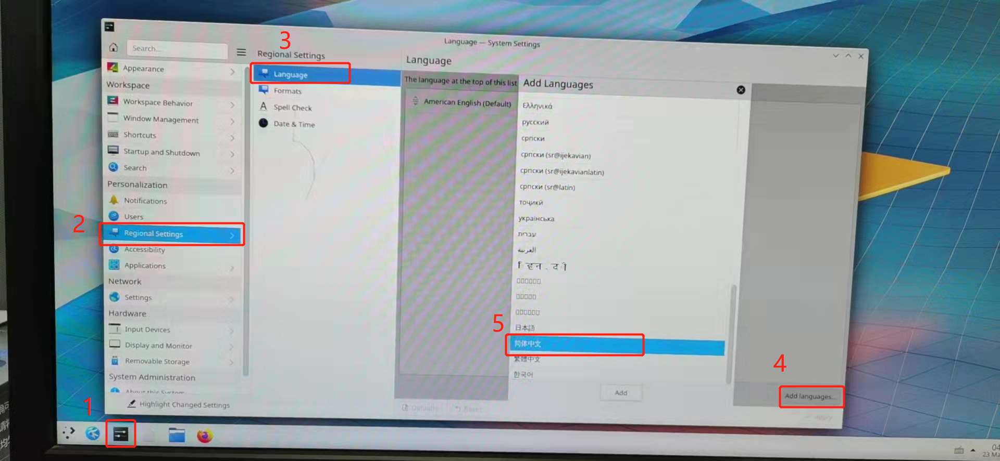 Language — System Settings
Search...
Appearance
Workspace
Workspace Behavior
Window Management
Shortcuts
Startup and Shutdown
Search
Personalization
Notifications
2
Users
Regional Settings
Accessibility
Applications
Network
Settings
Hardware
Input Devices
Display and Monitor
Removable Storage
System Administration
About this System
1
Highlight Changed Settings
3
Regional Settings
Language
Formats
Spell Check
Date & Time
Language
The language at the top of this list
American English (Default)
Defaults
Reset
Add Languages
Ελληνικά
русский
српски
српски (sr@ijekavian)
српски (sr@ijekavianlatin)
српски (sr@latin)
тоҷикӣ
українська
עברית
العربية
हिन्दी
5
日本語
简体中文
繁體中文
한국어
Add
4
Add languages...
Apply
04
23 Ma